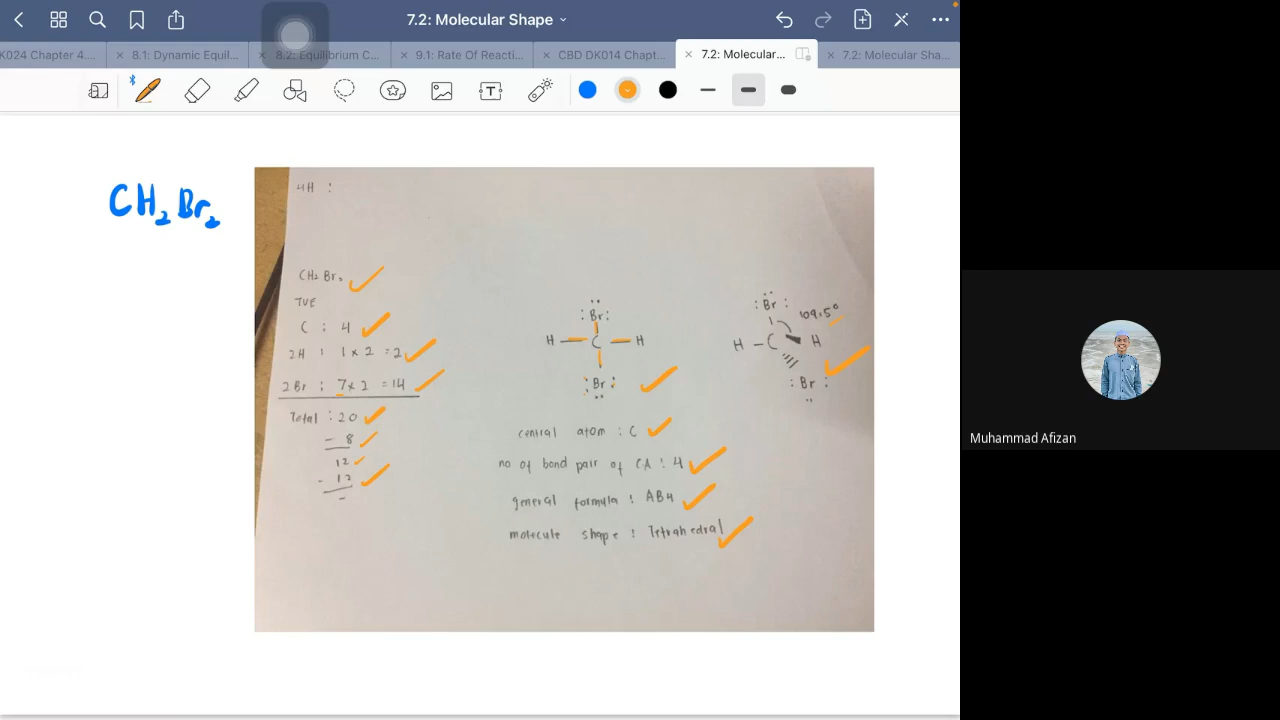 7.2: Molecular Shape
K024 Chapter 4....
8.1: Dynamic Equil...
8.2: Equilibrium C...
9.1: Rate Of Reacti...
CBD DK014 Chapt...
7.2: Molecular...
7.2: Molecular Sha...
CH2Br2
4H :
CH2 Br2
TVE
C : 4
2H : 1 x 2 = 2
2Br : 7 x 2 = 14
Total : 20
- 8
12
- 12
-
: Br :
H - C - H
: Br :
: Br :
109.5°
H - C H
: Br :
central atom : C
no of bond pair of CA : 4
general formula : AB4
molecule shape : Tetrahedral
Muhammad Afizan